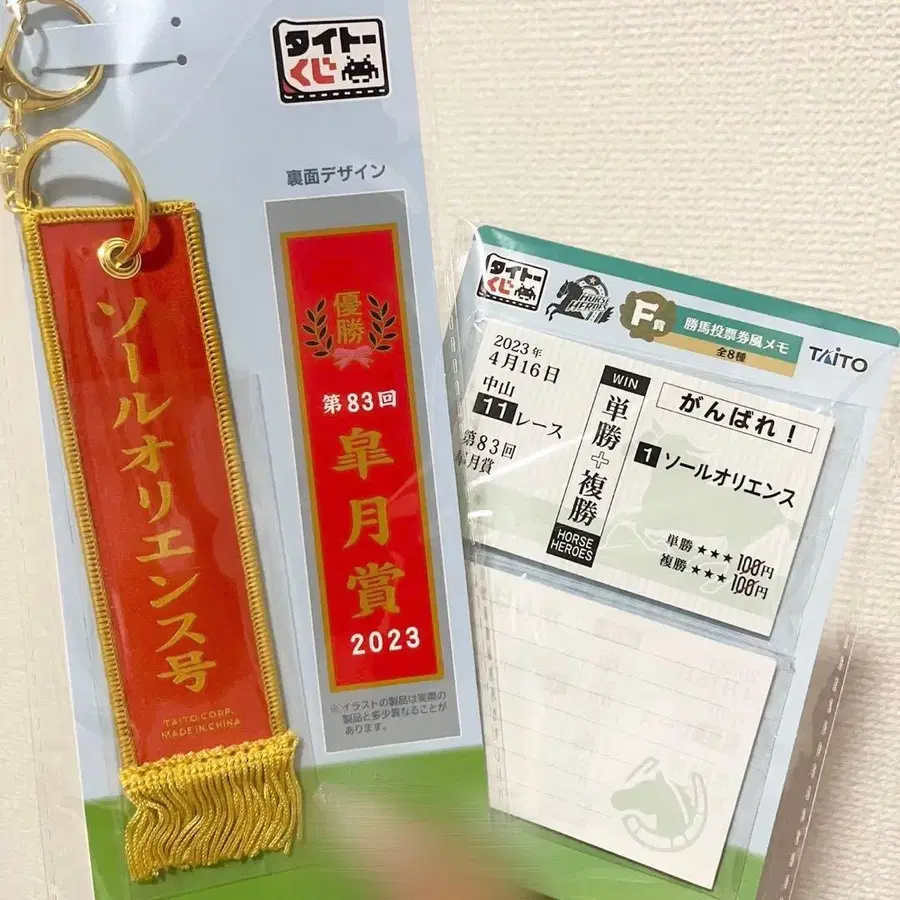 タイトー
くじ
裏面デザイン
ソールオリエンス号
TAITO CORP.
MADE IN CHINA
優勝
第83回
皐月賞
2023
※イラストの製品は実際の
製品と多少異なることが
あります。
タイトー
くじ
HORSE
HEROES
F賞
勝馬投票券風メモ
全8種
TAITO
2023年
4月16日
中山
11レース
第83回
皐月賞
WIN
単勝+複勝
HORSE
HEROES
がんばれ!
1 ソールオリエンス
単勝★★★100円
複勝★★★100円